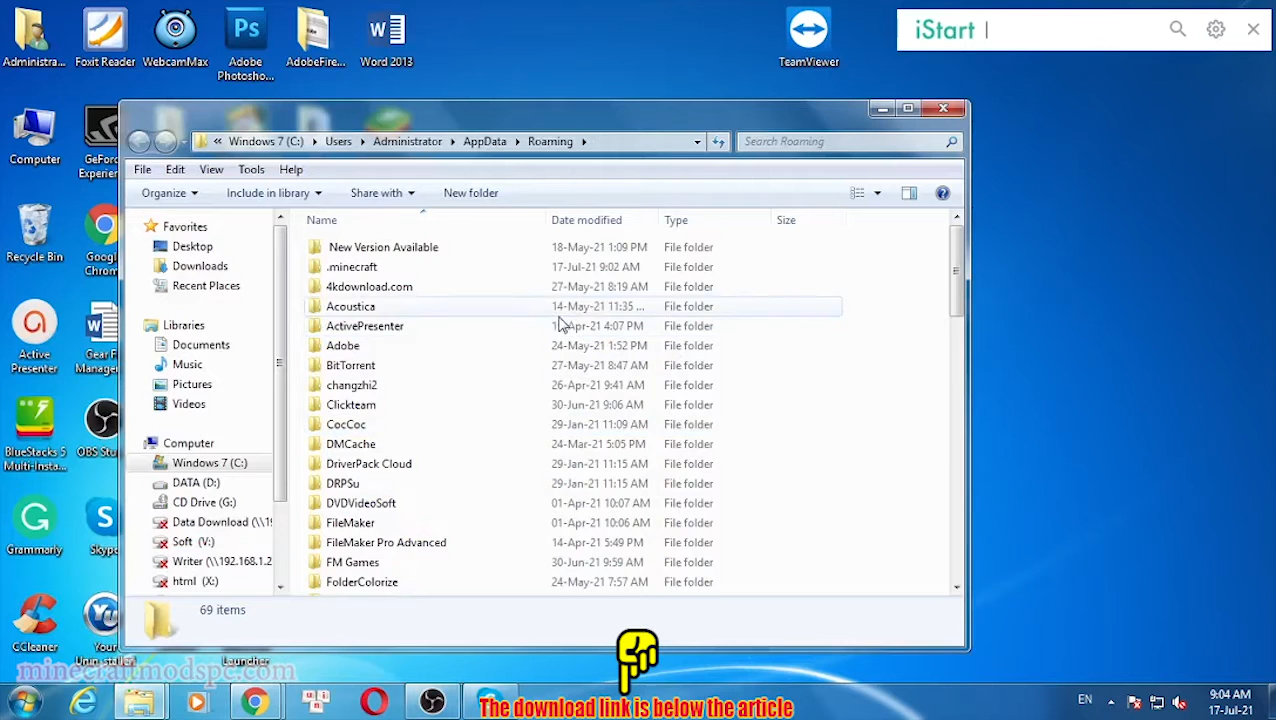 iStart
Administra...
Foxit Reader
WebcamMax
Adobe
Photosho...
AdobeFire...
Word 2013
TeamViewer
Computer
GeForce
Experien...
Recycle Bin
Google
Chrom
Active
Presenter
Gear F
Manager
BlueStacks 5
Multi-Insta...
OBS Stu
Grammarly
Skype
CCleaner
Your
Unin
Launcher
« Windows 7 (C:) Users Administrator AppData Roaming
Search Roaming
File Edit View Tools Help
Organize Include in library Share with New folder
Favorites
Desktop
Downloads
Recent Places
Libraries
Documents
Music
Pictures
Videos
Computer
Windows 7 (C:)
DATA (D:)
CD Drive (G:)
Data Download (\\19
Soft (V:)
Writer (\\192.168.1.2
html (X:)
Name Date modified Type Size
New Version Available 18-May-21 1:09 PM File folder
.minecraft 17-Jul-21 9:02 AM File folder
4kdownload.com 27-May-21 8:19 AM File folder
Acoustica 14-May-21 11:35 ... File folder
ActivePresenter -Apr-21 4:07 PM File folder
Adobe 24-May-21 1:52 PM File folder
BitTorrent 27-May-21 8:47 AM File folder
changzhi2 26-Apr-21 9:41 AM File folder
Clickteam 30-Jun-21 9:06 AM File folder
CocCoc 29-Jan-21 11:09 AM File folder
DMCache 24-Mar-21 5:05 PM File folder
DriverPack Cloud 29-Jan-21 11:15 AM File folder
DRPSu 29-Jan-21 11:15 AM File folder
DVDVideoSoft 01-Apr-21 10:07 AM File folder
FileMaker 01-Apr-21 10:06 AM File folder
FileMaker Pro Advanced 14-Apr-21 5:49 PM File folder
FM Games 30-Jun-21 9:59 AM File folder
FolderColorize 24-May-21 7:57 AM File folder
69 items
minecraftmodspc.com
The download link is below the article
EN
9:04 AM
17-Jul-21